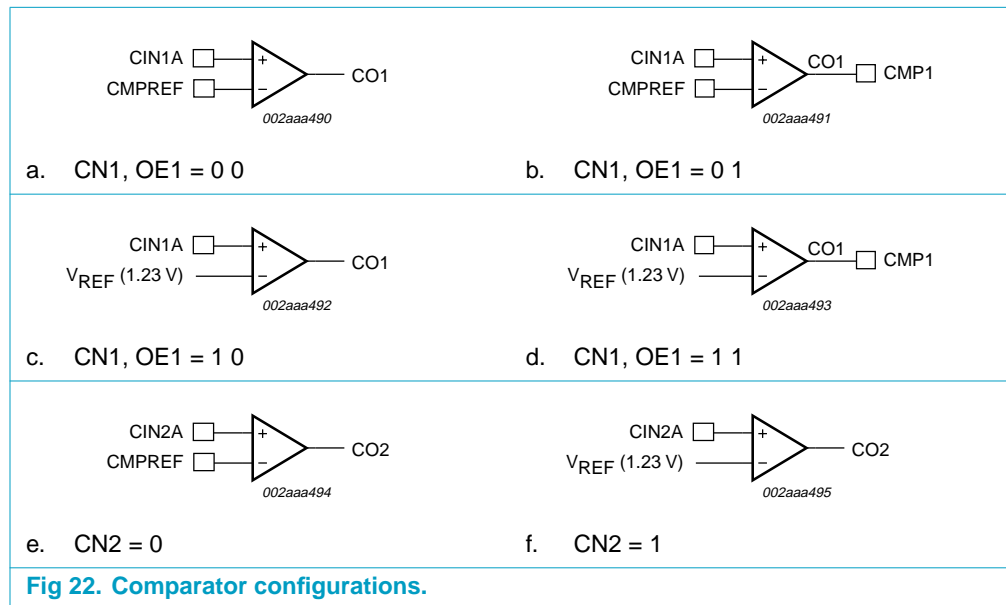 CIN1A
+
CO1
CMPREF
−
002aaa490
a. CN1, OE1 = 0 0
CIN1A
+
CO1
CMP1
CMPREF
−
002aaa491
b. CN1, OE1 = 0 1
CIN1A
+
CO1
VREF (1.23 V)
−
002aaa492
c. CN1, OE1 = 1 0
CIN1A
+
CO1
CMP1
VREF (1.23 V)
−
002aaa493
d. CN1, OE1 = 1 1
CIN2A
+
CO2
CMPREF
−
002aaa494
e. CN2 = 0
CIN2A
+
CO2
VREF (1.23 V)
−
002aaa495
f. CN2 = 1
Fig 22. Comparator configurations.